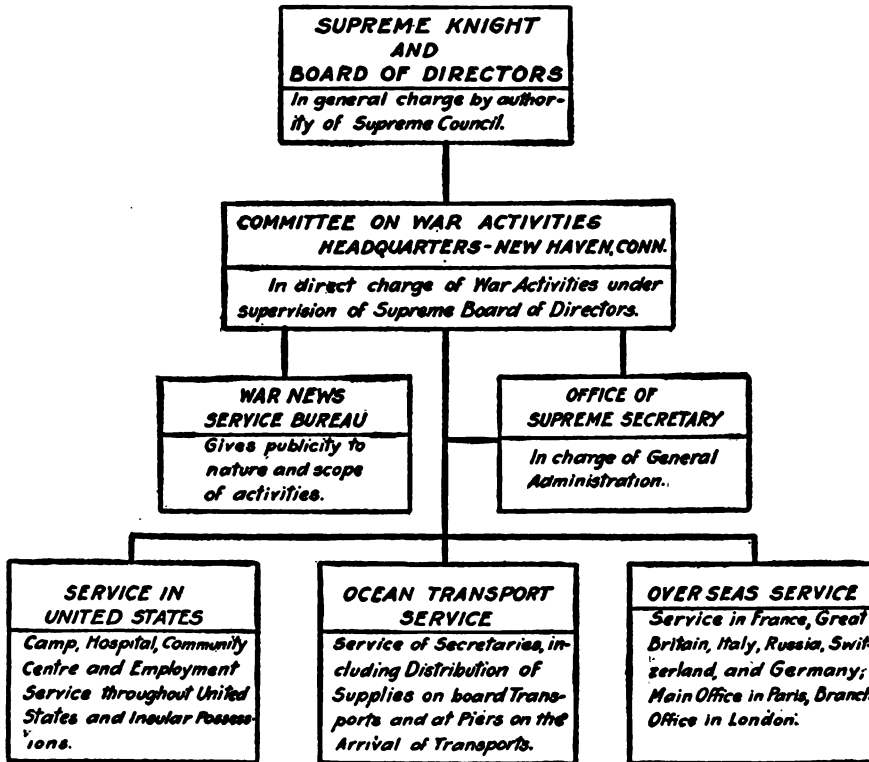 SUPREME KNIGHT
AND
BOARD OF DIRECTORS
In general charge by author-
ity of Supreme Council.
COMMITTEE ON WAR ACTIVITIES
HEADQUARTERS-NEW HAVEN, CONN.
In direct charge of War Activities under
supervision of Supreme Board of Directors.
WAR NEWS
SERVICE BUREAU
Gives publicity to
nature and scope
of activities.
OFFICE OF
SUPREME SECRETARY
In charge of General
Administration.
SERVICE IN
UNITED STATES
Camp, Hospital, Community
Centre and Employment
Service throughout United
States and Insular Possess-
ions.
OCEAN TRANSPORT
SERVICE
Service of Secretaries, in-
cluding Distribution of
Supplies on board Trans-
ports and at Piers on the
Arrival of Transports.
OVER SEAS SERVICE
Service in France, Great
Britain, Italy, Russia, Swit-
zerland, and Germany;
Main Office in Paris, Branch
Office in London.